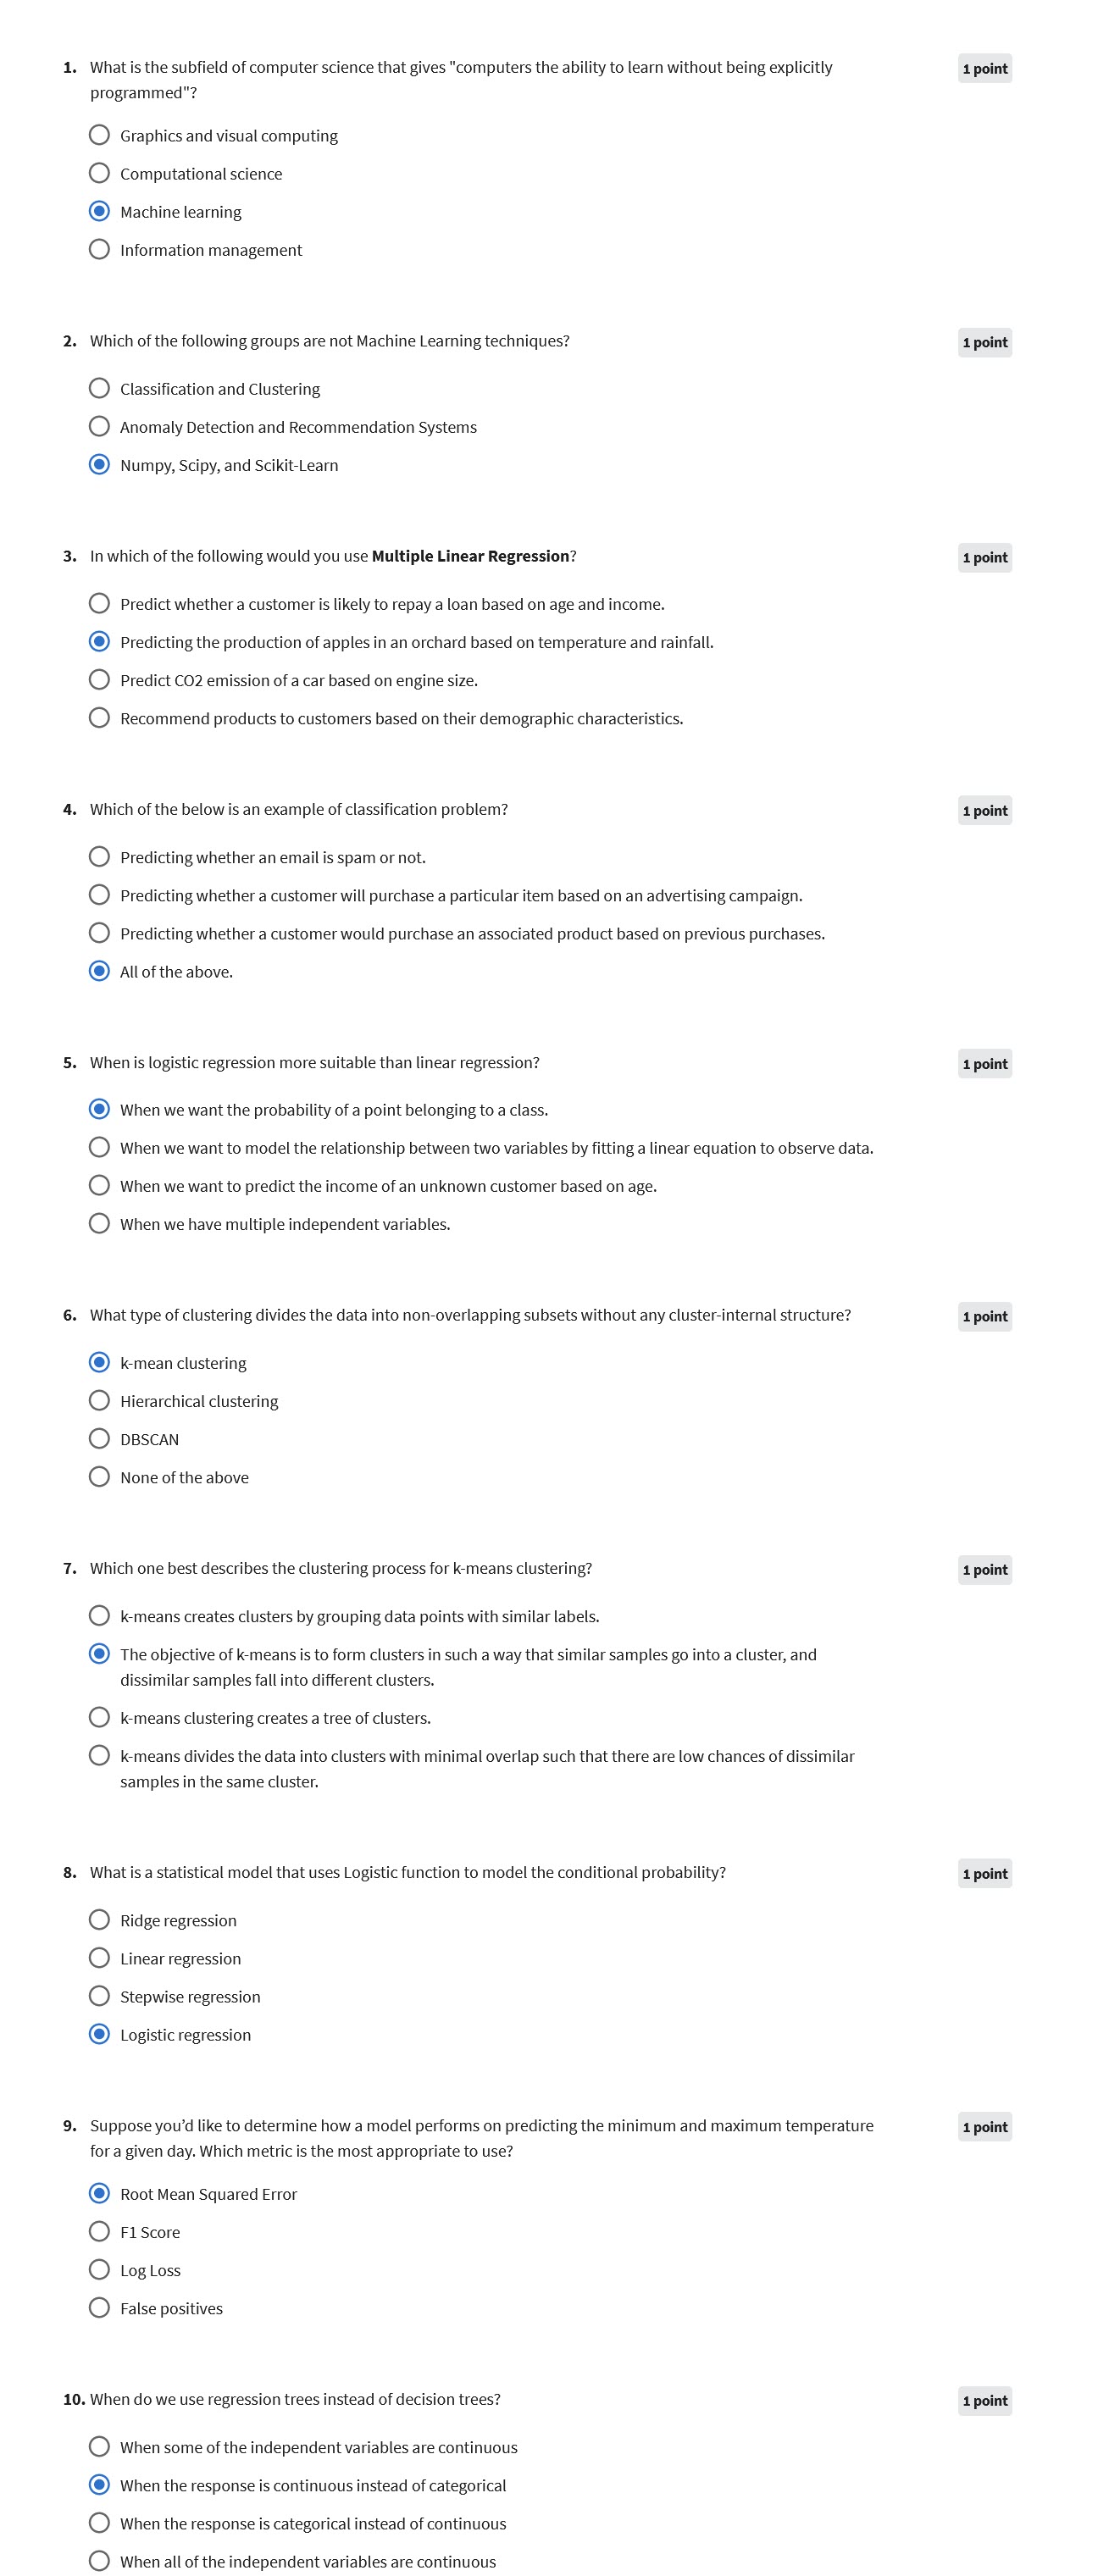 1. What is the subfield of computer science that gives "computers the ability to learn without being explicitly
programmed"?
1 point
Graphics and visual computing
Computational science
Machine learning
Information management
2. Which of the following groups are not Machine Learning techniques?
1 point
Classification and Clustering
Anomaly Detection and Recommendation Systems
Numpy, Scipy, and Scikit-Learn
3. In which of the following would you use Multiple Linear Regression?
1 point
Predict whether a customer is likely to repay a loan based on age and income.
Predicting the production of apples in an orchard based on temperature and rainfall.
Predict CO2 emission of a car based on engine size.
Recommend products to customers based on their demographic characteristics.
4. Which of the below is an example of classification problem?
1 point
Predicting whether an email is spam or not.
Predicting whether a customer will purchase a particular item based on an advertising campaign.
Predicting whether a customer would purchase an associated product based on previous purchases.
All of the above.
5. When is logistic regression more suitable than linear regression?
1 point
When we want the probability of a point belonging to a class.
When we want to model the relationship between two variables by fitting a linear equation to observe data.
When we want to predict the income of an unknown customer based on age.
When we have multiple independent variables.
6. What type of clustering divides the data into non-overlapping subsets without any cluster-internal structure?
1 point
k-mean clustering
Hierarchical clustering
DBSCAN
None of the above
7. Which one best describes the clustering process for k-means clustering?
1 point
k-means creates clusters by grouping data points with similar labels.
The objective of k-means is to form clusters in such a way that similar samples go into a cluster, and
dissimilar samples fall into different clusters.
k-means clustering creates a tree of clusters.
k-means divides the data into clusters with minimal overlap such that there are low chances of dissimilar
samples in the same cluster.
8. What is a statistical model that uses Logistic function to model the conditional probability?
1 point
Ridge regression
Linear regression
Stepwise regression
Logistic regression
9. Suppose you’d like to determine how a model performs on predicting the minimum and maximum temperature
for a given day. Which metric is the most appropriate to use?
1 point
Root Mean Squared Error
F1 Score
Log Loss
False positives
10. When do we use regression trees instead of decision trees?
1 point
When some of the independent variables are continuous
When the response is continuous instead of categorical
When the response is categorical instead of continuous
When all of the independent variables are continuous